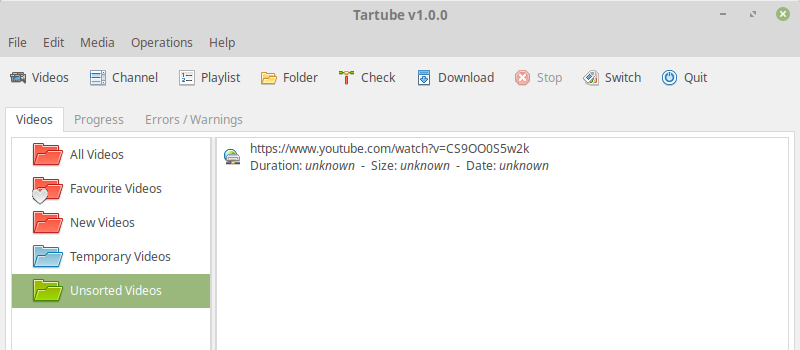 Tartube v1.0.0
File Edit Media Operations Help
Videos Channel Playlist Folder Check Download Stop Switch Quit
Videos Progress Errors / Warnings
All Videos
Favourite Videos
New Videos
Temporary Videos
Unsorted Videos
https://www.youtube.com/watch?v=CS9OO0S5w2k
Duration: unknown - Size: unknown - Date: unknown